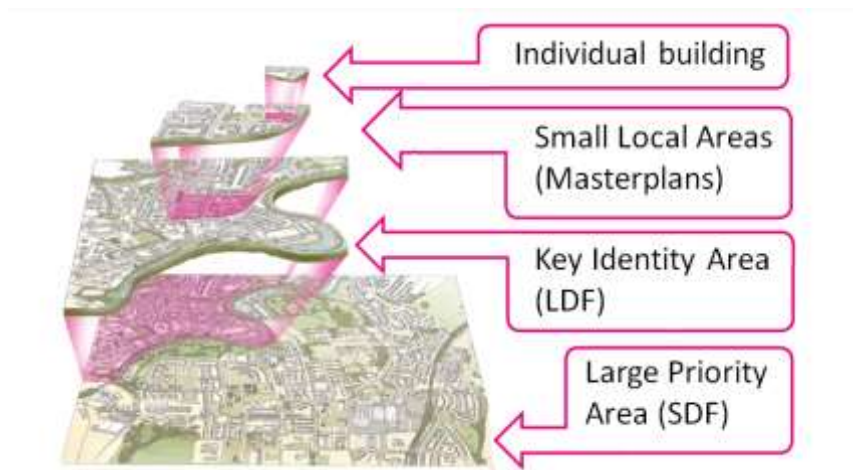 Individual building
Small Local Areas
(Masterplans)
Key Identity Area
(LDF)
Large Priority
Area (SDF)